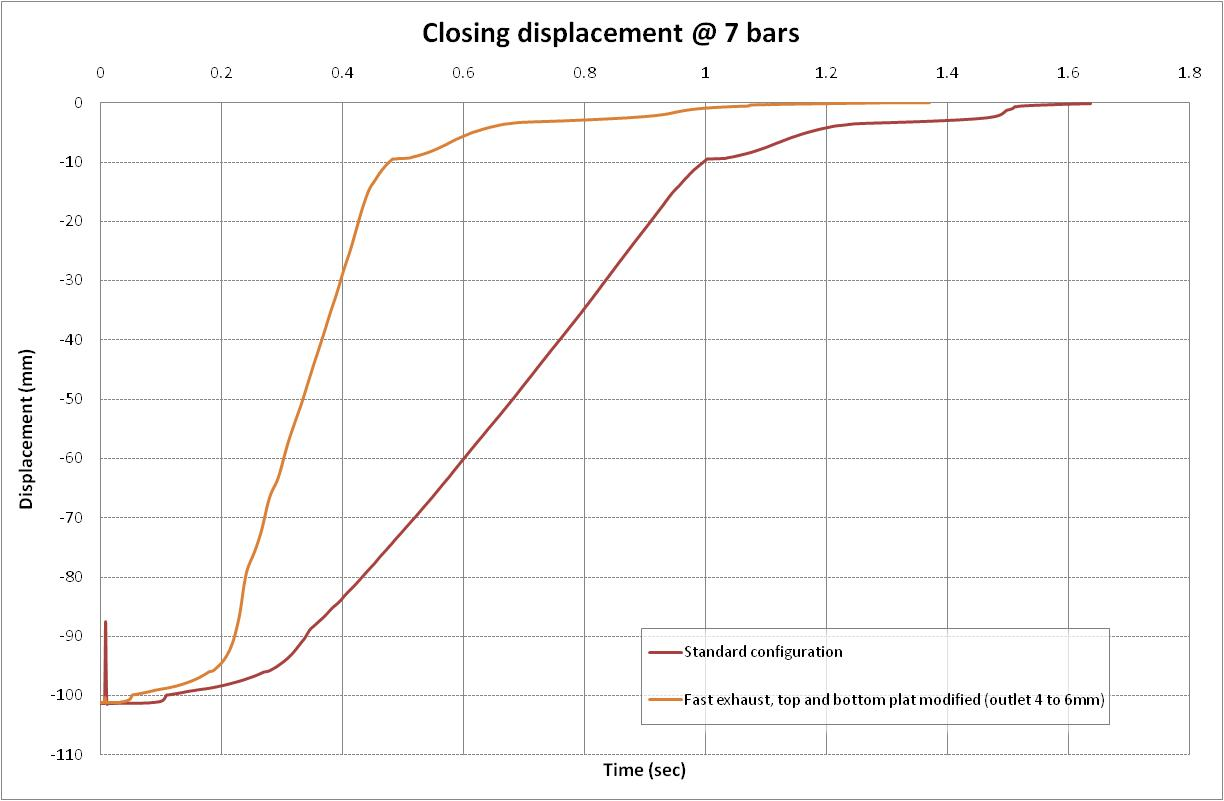 Closing displacement @ 7 bars
0 0.2 0.4 0.6 0.8 1 1.2 1.4 1.6 1.8
0
-10
-20
-30
-40
-50
-60
-70
-80
-90
-100
-110
Displacement (mm)
Standard configuration
Fast exhaust, top and bottom plat modified (outlet 4 to 6mm)
Time (sec)